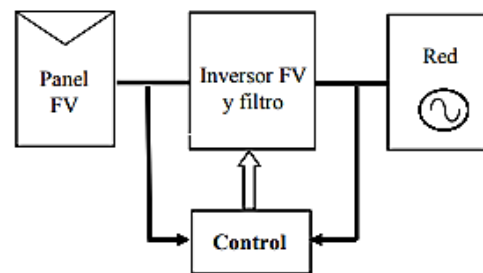 Panel
FV
Inversor FV
y filtro
Red
Control